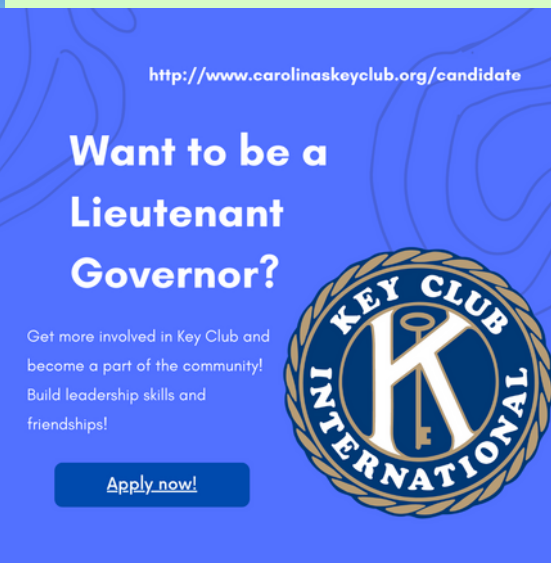 http://www.carolinaskeyclub.org/candidate
Want to be a
Lieutenant
Governor?
Get more involved in Key Club and
become a part of the community!
Build leadership skills and
friendships!
Apply now!
KEY CLUB
K
INTERNATIONAL